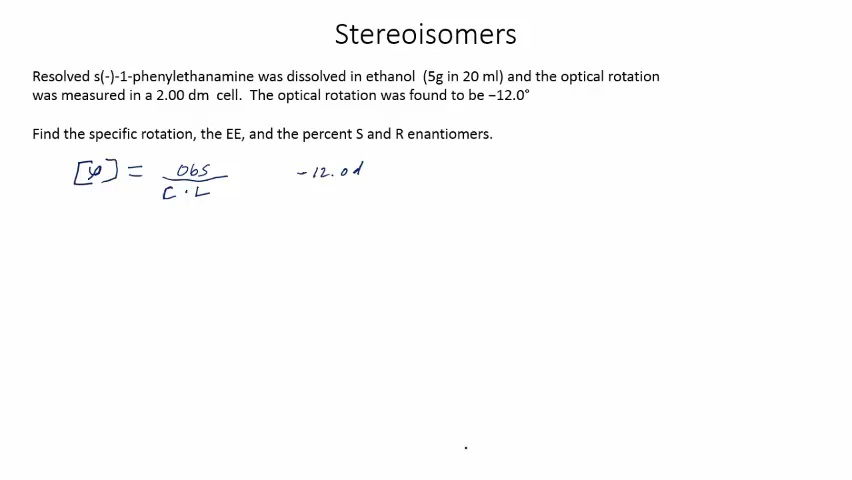 Stereoisomers
Resolved s(-)-1-phenylethanamine was dissolved in ethanol (5g in 20 ml) and the optical rotation
was measured in a 2.00 dm cell. The optical rotation was found to be −12.0°
Find the specific rotation, the EE, and the percent S and R enantiomers.
[φ] = obs -12.0d
C · L